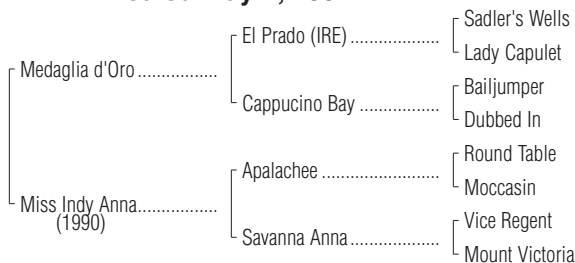 Sadler's Wells
El Prado (IRE) ....................
Lady Capulet
Medaglia d'Oro .................
Bailjumper
Cappucino Bay .................
Dubbed In
Round Table
Apalachee .........................
Moccasin
Miss Indy Anna.................
(1990)
Vice Regent
Savanna Anna...................
Mount Victoria